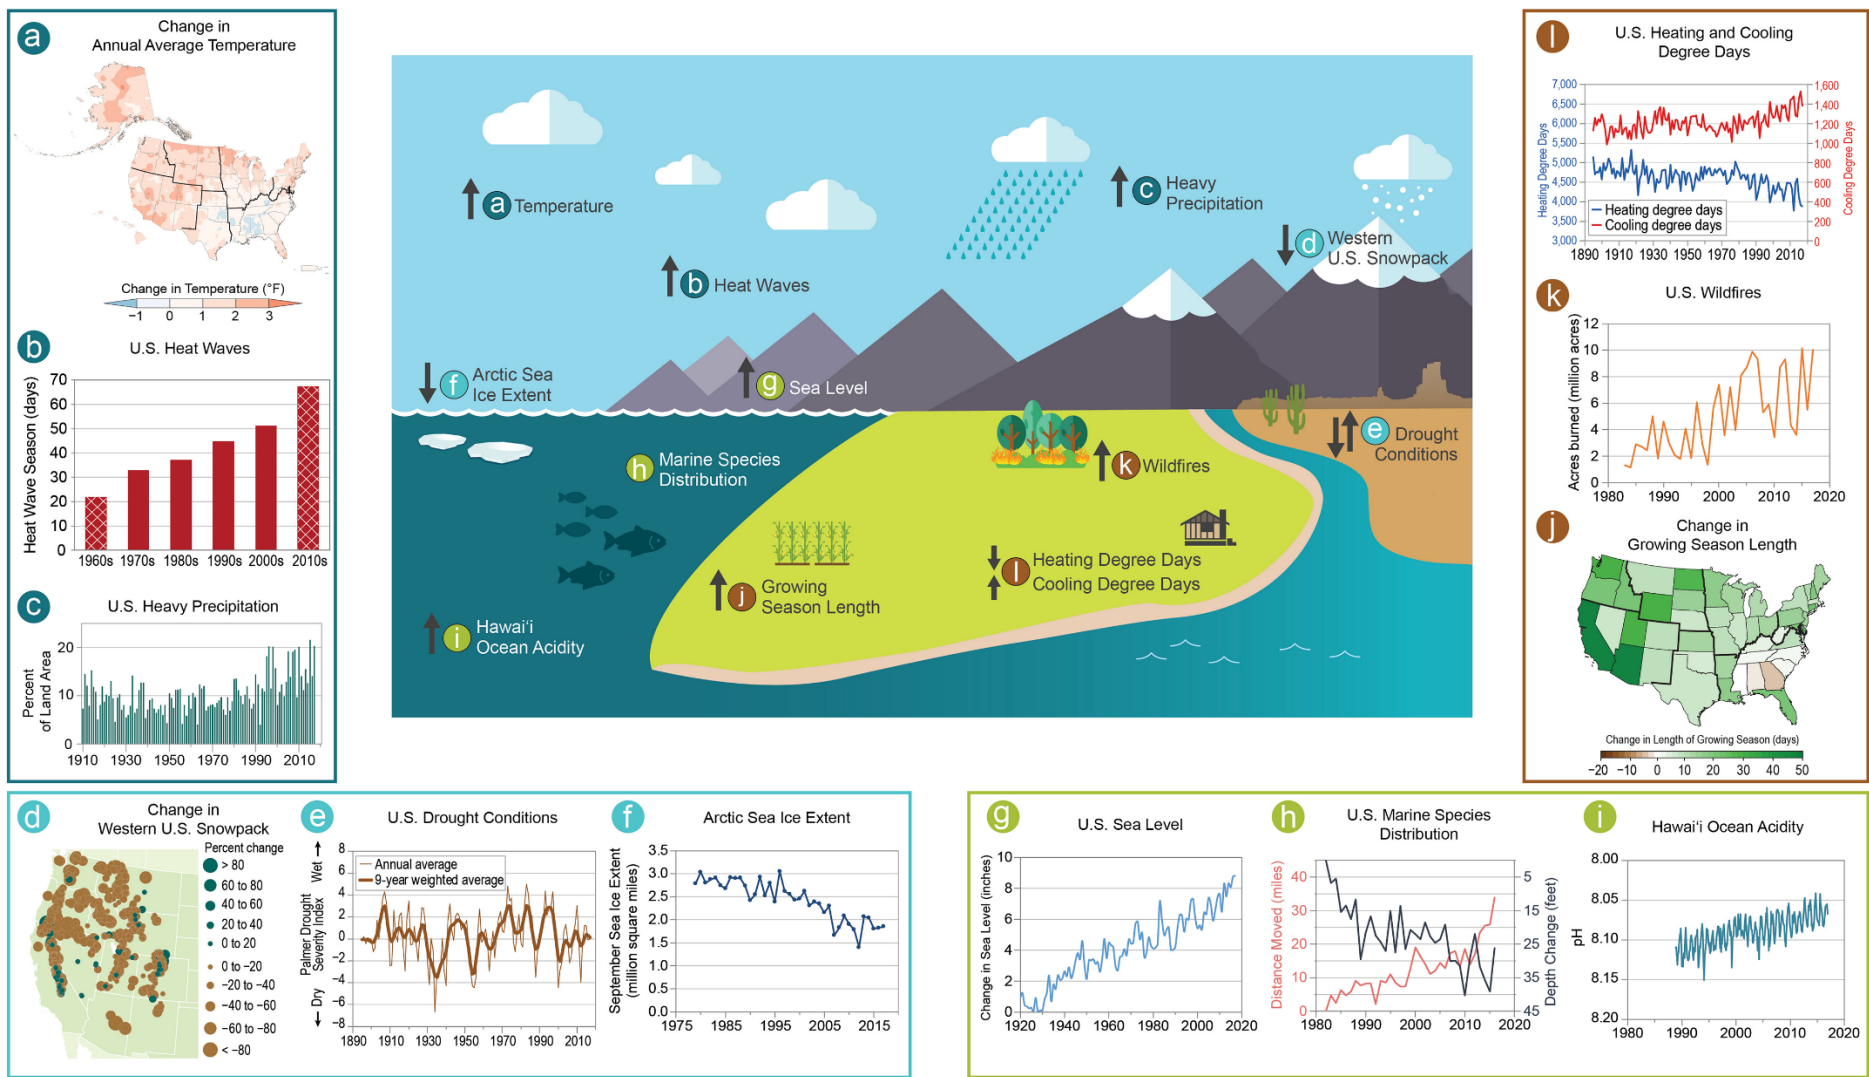 a
Change in
Annual Average Temperature
Change in Temperature (°F)
−1 0 1 2 3
b
U.S. Heat Waves
Heat Wave Season (days)
70
60
50
40
30
20
10
0
1960s 1970s 1980s 1990s 2000s 2010s
c
U.S. Heavy Precipitation
Percent
of Land Area
20
10
0
1910 1930 1950 1970 1990 2010
a Temperature
b Heat Waves
c Heavy
Precipitation
d Western
U.S. Snowpack
f Arctic Sea
Ice Extent
g Sea Level
e Drought
Conditions
h Marine Species
Distribution
k Wildfires
j Growing
Season Length
l Heating Degree Days
Cooling Degree Days
i Hawai‘i
Ocean Acidity
l
U.S. Heating and Cooling
Degree Days
Heating Degree Days
7,000
6,500
6,000
5,500
5,000
4,500
4,000
3,500
3,000
Cooling Degree Days
1,600
1,400
1,200
1,000
800
600
400
200
0
Heating degree days
Cooling degree days
1890 1910 1930 1950 1970 1990 2010
k
U.S. Wildfires
Acres burned (million acres)
12
10
8
6
4
2
0
1980 1990 2000 2010 2020
j
Change in
Growing Season Length
Change in Length of Growing Season (days)
−20 −10 0 10 20 30 40 50
d
Change in
Western U.S. Snowpack
Percent change
> 80
60 to 80
40 to 60
20 to 40
0 to 20
0 to −20
−20 to −40
−40 to −60
−60 to −80
< −80
e
U.S. Drought Conditions
Wet
Palmer Drought
Severity Index
Dry
8
6
4
2
0
−2
−4
−6
−8
Annual average
9-year weighted average
1890 1910 1930 1950 1970 1990 2010
f
Arctic Sea Ice Extent
September Sea Ice Extent
(million square miles)
3.5
3.0
2.5
2.0
1.5
1.0
0.5
0.0
1975 1985 1995 2005 2015
g
U.S. Sea Level
Change in Sea Level (inches)
10
8
6
4
2
0
1920 1940 1960 1980 2000 2020
h
U.S. Marine Species
Distribution
Distance Moved (miles)
40
30
20
10
0
Depth Change (feet)
5
15
25
35
45
1980 1990 2000 2010 2020
i
Hawai‘i Ocean Acidity
pH
8.00
8.05
8.10
8.15
8.20
1980 1990 2000 2010 2020